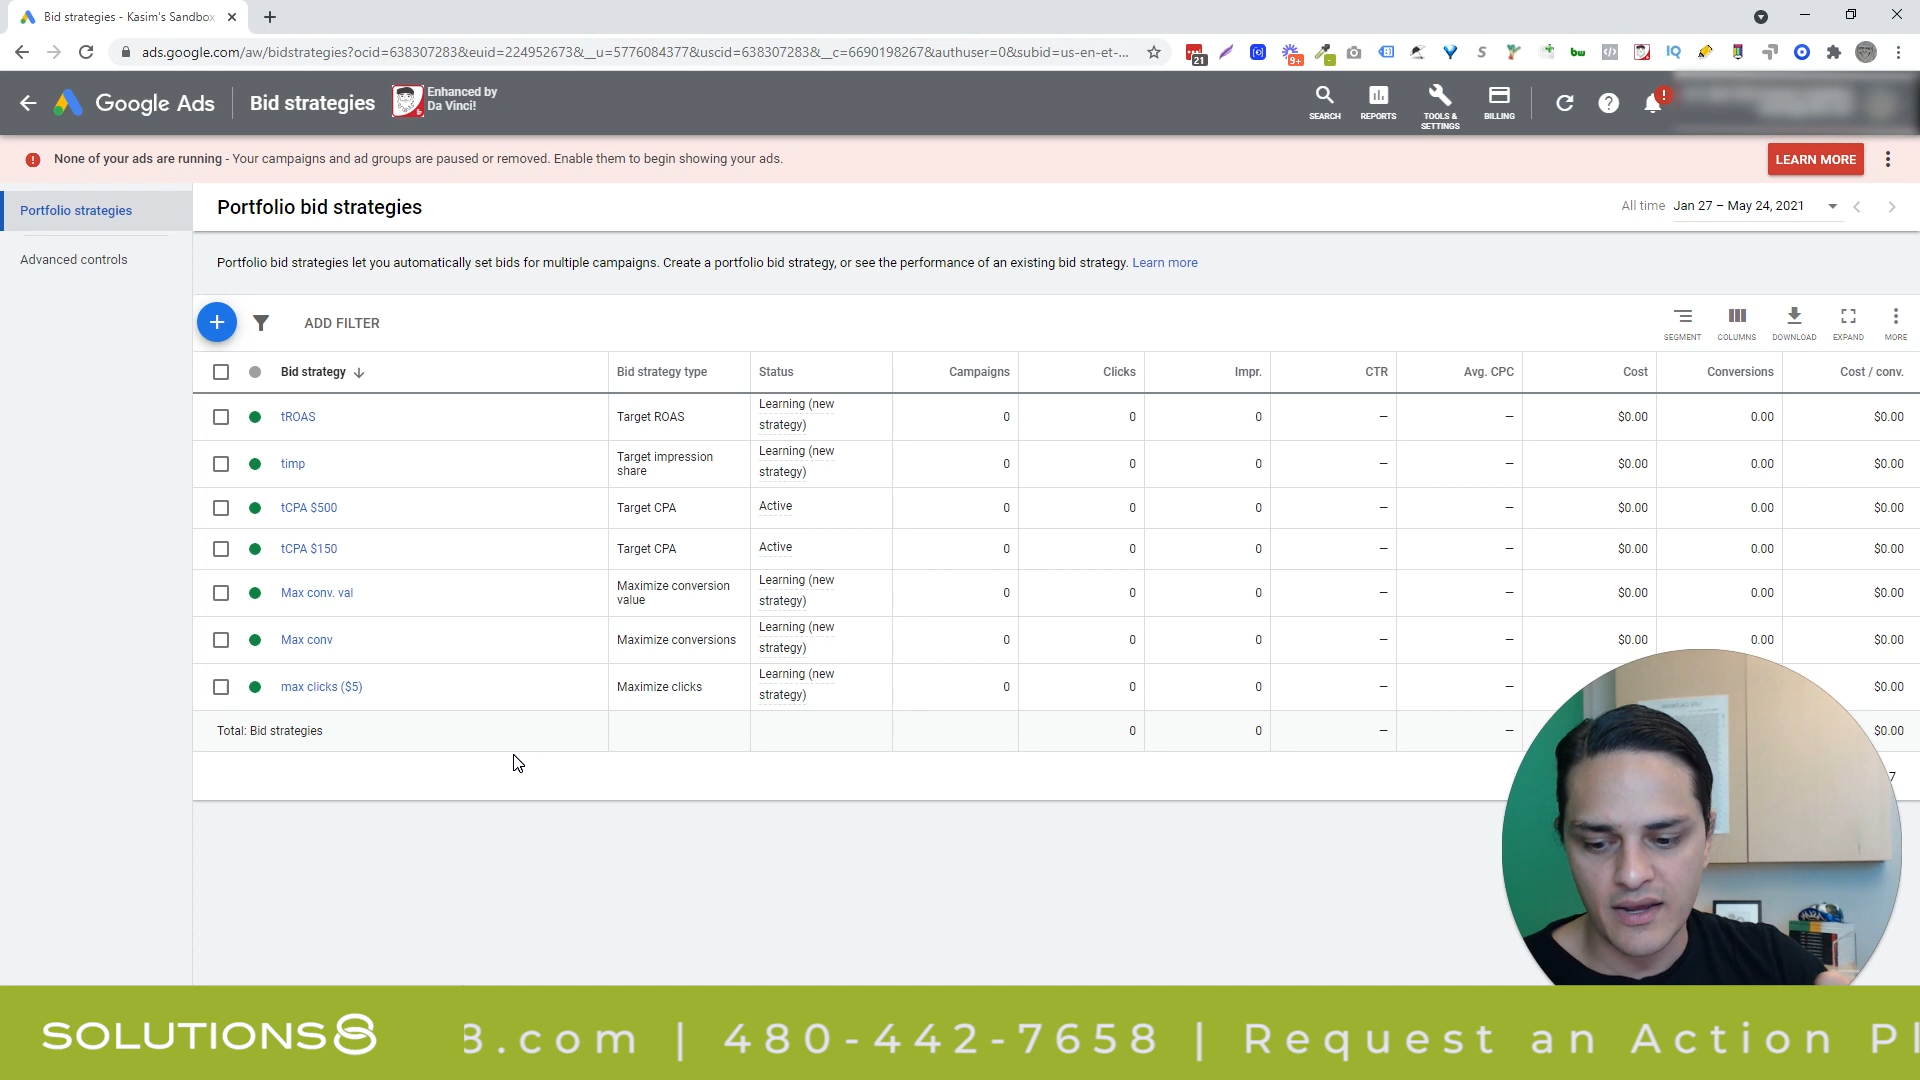 Bid strategies - Kasim's Sandbox
ads.google.com/aw/bidstrategies?ocid=638307283&euid=224952673&__u=5776084377&uscid=638307283&__c=6690198267&authuser=0&subid=us-en-et-...
21
9+
bw
IQ
Google Ads
Bid strategies
Enhanced by
Da Vinci!
SEARCH
REPORTS
TOOLS &
SETTINGS
BILLING
None of your ads are running - Your campaigns and ad groups are paused or removed. Enable them to begin showing your ads.
LEARN MORE
Portfolio strategies
Advanced controls
Portfolio bid strategies
All time Jan 27 – May 24, 2021
Portfolio bid strategies let you automatically set bids for multiple campaigns. Create a portfolio bid strategy, or see the performance of an existing bid strategy. Learn more
ADD FILTER
SEGMENT
COLUMNS
DOWNLOAD
EXPAND
MORE
Bid strategy Bid strategy type Status Campaigns Clicks Impr. CTR Avg. CPC Cost Conversions Cost / conv.
tROAS Target ROAS Learning (new strategy) 0 0 0 – – $0.00 0.00 $0.00
timp Target impression share Learning (new strategy) 0 0 0 – – $0.00 0.00 $0.00
tCPA $500 Target CPA Active 0 0 0 – – $0.00 0.00 $0.00
tCPA $150 Target CPA Active 0 0 0 – – $0.00 0.00 $0.00
Max conv. val Maximize conversion value Learning (new strategy) 0 0 0 – – $0.00 0.00 $0.00
Max conv Maximize conversions Learning (new strategy) 0 0 0 – – $0.00 0.00 $0.00
max clicks ($5) Maximize clicks Learning (new strategy) 0 0 0 – – $0.00
Total: Bid strategies 0 0 – – $0.00
7
SOLUTIONS8
8.com | 480-442-7658 | Request an Action Pl